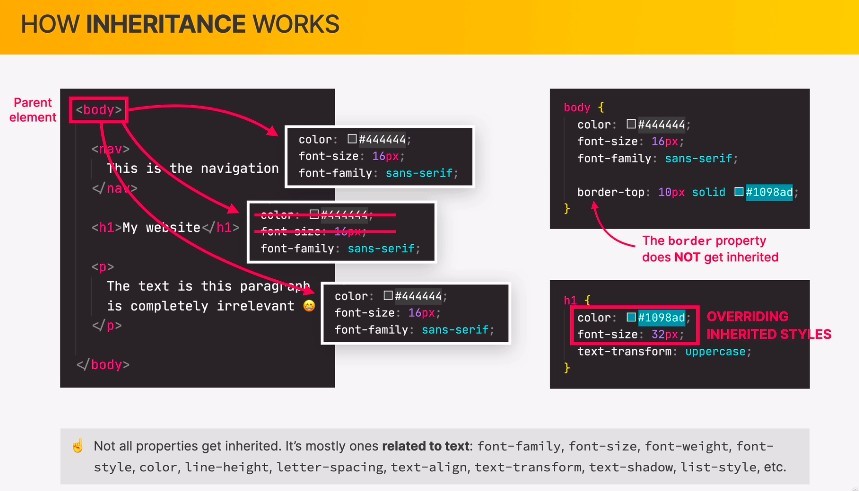 HOW INHERITANCE WORKS
Parent
element
<body>
<nav>
This is the navigation
</nav>
<h1>My website</h1>
<p>
The text is this paragraph
is completely irrelevant 😄
</p>
</body>
color: #444444;
font-size: 16px;
font-family: sans-serif;
color: #444444;
font-size: 16px;
font-family: sans-serif;
color: #444444;
font-size: 16px;
font-family: sans-serif;
body {
color: #444444;
font-size: 16px;
font-family: sans-serif;
border-top: 10px solid #1098ad;
}
The border property
does NOT get inherited
h1 {
color: #1098ad;
font-size: 32px;
text-transform: uppercase;
}
OVERRIDING
INHERITED STYLES
☝️ Not all properties get inherited. It's mostly ones related to text: font-family, font-size, font-weight, font-
style, color, line-height, letter-spacing, text-align, text-transform, text-shadow, list-style, etc.